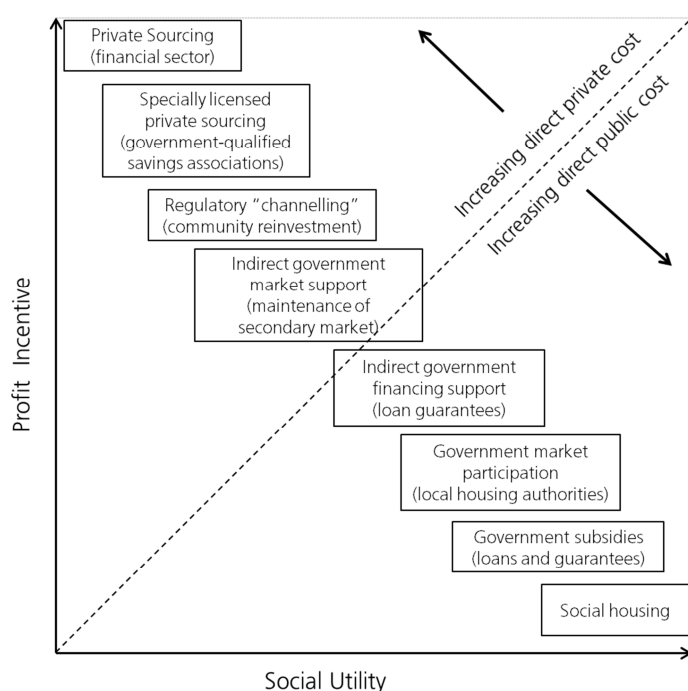 Private Sourcing
(financial sector)
Specially licensed
private sourcing
(government-qualified
savings associations)
Regulatory “channelling”
(community reinvestment)
Indirect government
market support
(maintenance of
secondary market)
Indirect government
financing support
(loan guarantees)
Government market
participation
(local housing authorities)
Government subsidies
(loans and guarantees)
Social housing
Increasing direct private cost
Increasing direct public cost
Profit Incentive
Social Utility